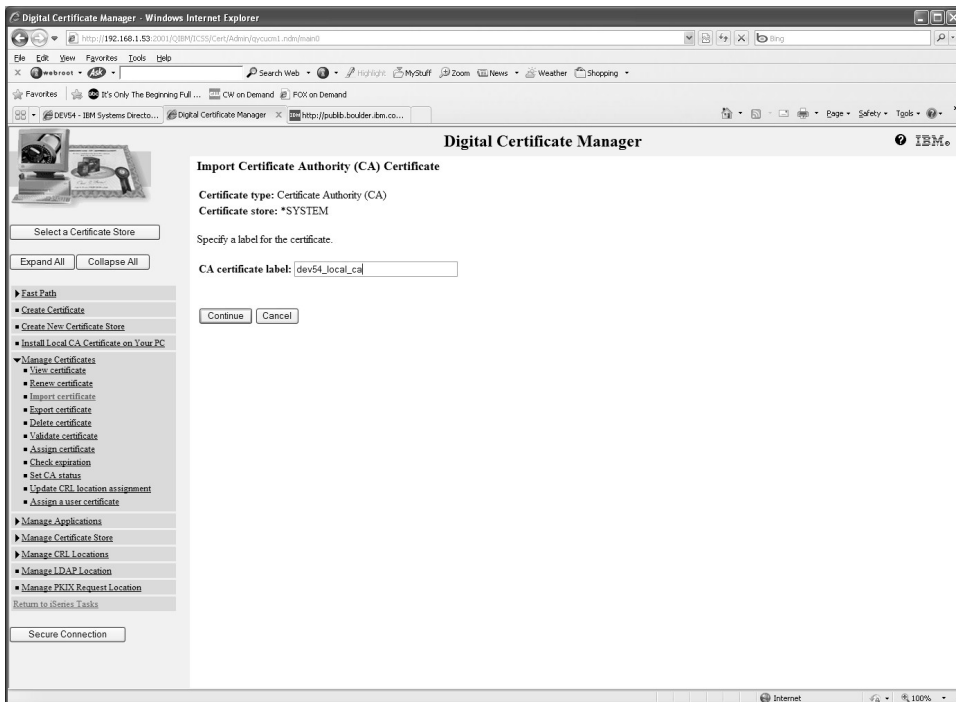 Digital Certificate Manager - Windows Internet Explorer
http://192.168.1.53:2001/QIBM/ICSS/Cert/Admin/qycucm1.ndm/main0
Bing
File Edit View Favorites Tools Help
webroot Ask Search Web Highlight MyStuff Zoom News Weather Shopping
Favorites It's Only The Beginning Full ... CW on Demand FOX on Demand
DEV54 - IBM Systems Directo... Digital Certificate Manager http://publib.boulder.ibm.co... Page Safety Tools
Digital Certificate Manager
IBM
Import Certificate Authority (CA) Certificate
Certificate type: Certificate Authority (CA)
Certificate store: *SYSTEM
Select a Certificate Store
Specify a label for the certificate.
Expand All Collapse All
CA certificate label: dev54_local_ca
Continue Cancel
Fast Path
Create Certificate
Create New Certificate Store
Install Local CA Certificate on Your PC
Manage Certificates
View certificate
Renew certificate
Import certificate
Export certificate
Delete certificate
Validate certificate
Assign certificate
Check expiration
Set CA status
Update CRL location assignment
Assign a user certificate
Manage Applications
Manage Certificate Store
Manage CRL Locations
Manage LDAP Location
Manage PKIX Request Location
Return to iSeries Tasks
Secure Connection
Internet 100%